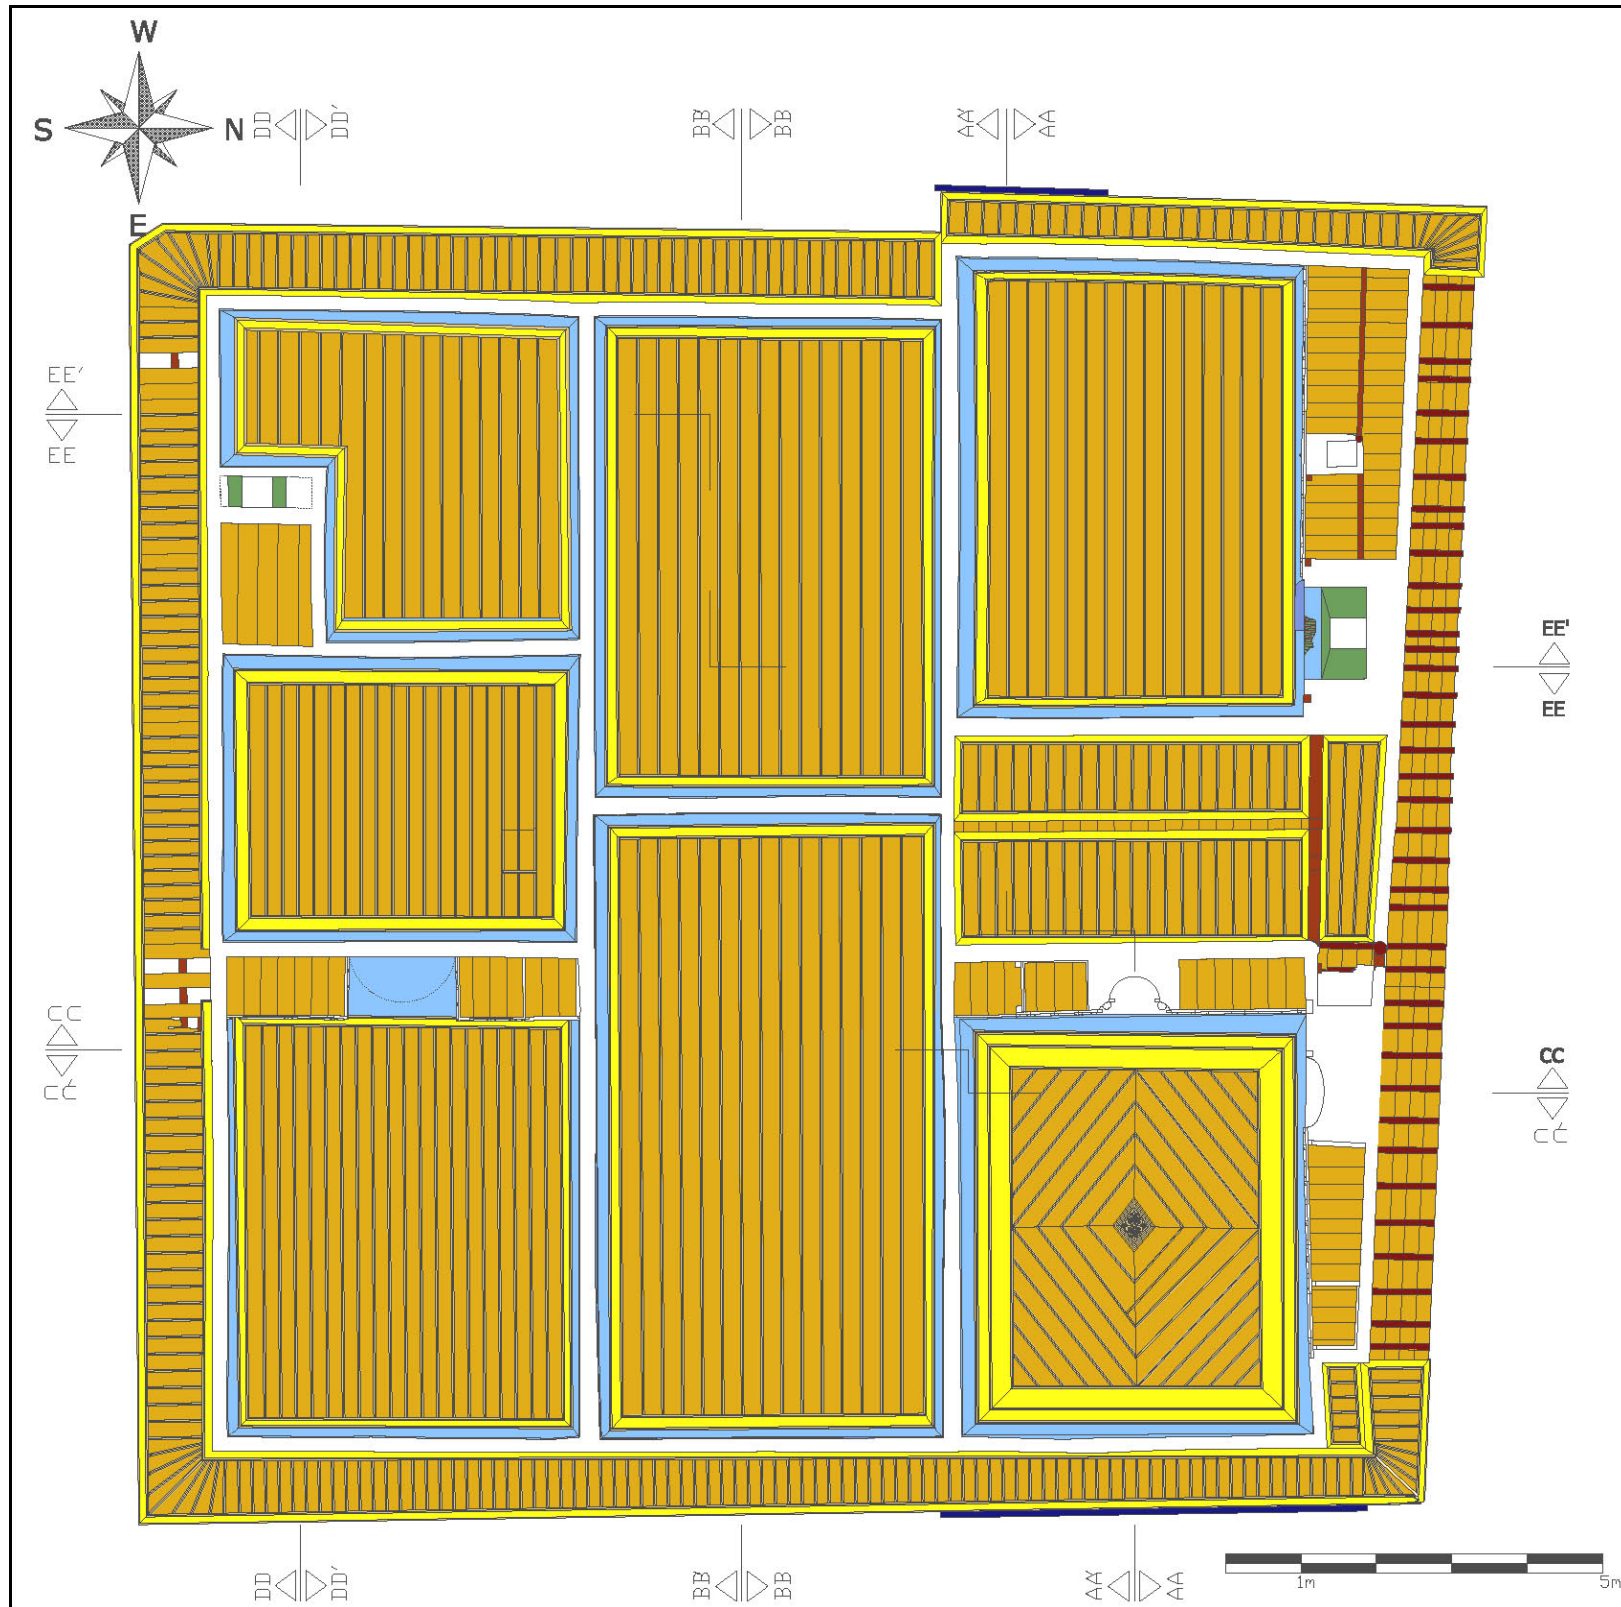 W
S N
E
DD DD'
BB' BB
AA' AA
EE'
EE
EE'
EE
CC
CC'
CC
CC'
DD DD'
BB' BB
AA' AA
1m 5m